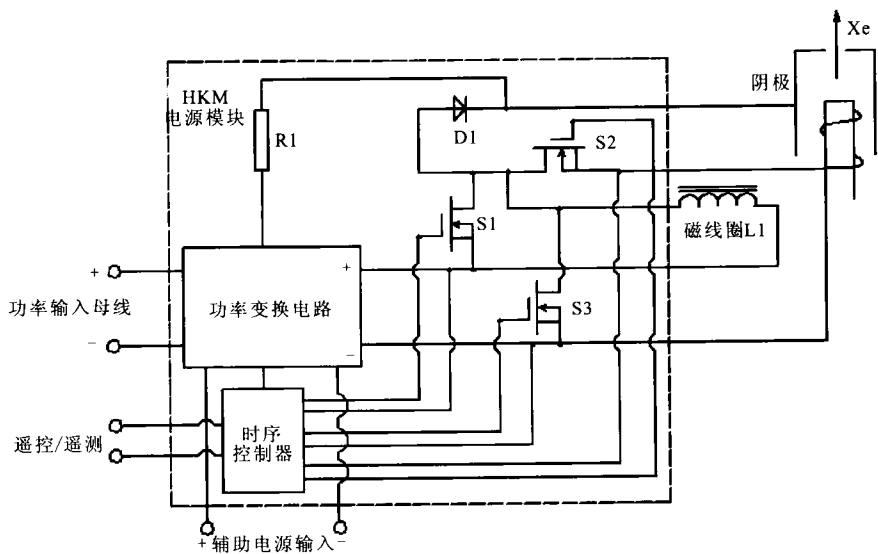 Xe
阴极
HKM
电源模块
R1
D1
S2
S1
磁线圈L1
+
功率输入母线
−
功率变换电路
+
−
S3
遥控/遥测
时序
控制器
+辅助电源输入−